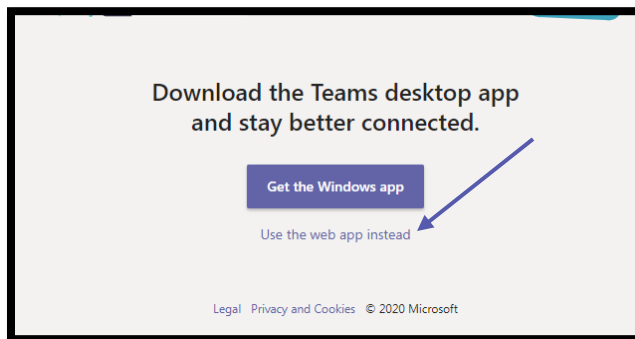 Download the Teams desktop app
and stay better connected.
Get the Windows app
Use the web app instead
Legal Privacy and Cookies © 2020 Microsoft